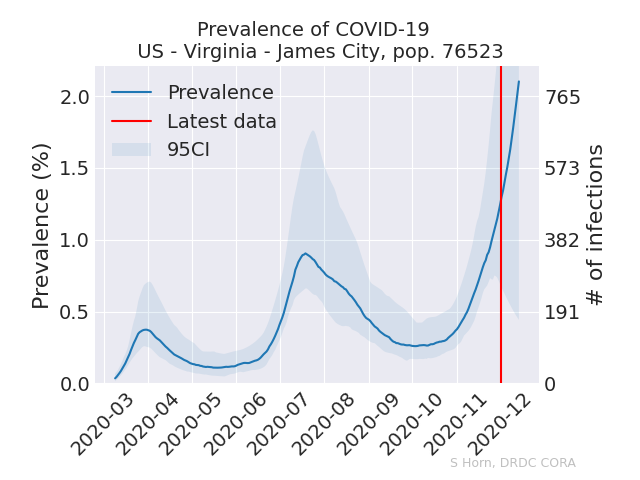 Prevalence of COVID-19
US - Virginia - James City, pop. 76523
Prevalence
Latest data
95CI
Prevalence (%)
2.0
1.5
1.0
0.5
0.0
765
573
382
191
0
# of infections
2020-03
2020-04
2020-05
2020-06
2020-07
2020-08
2020-09
2020-10
2020-11
2020-12
S Horn, DRDC CORA